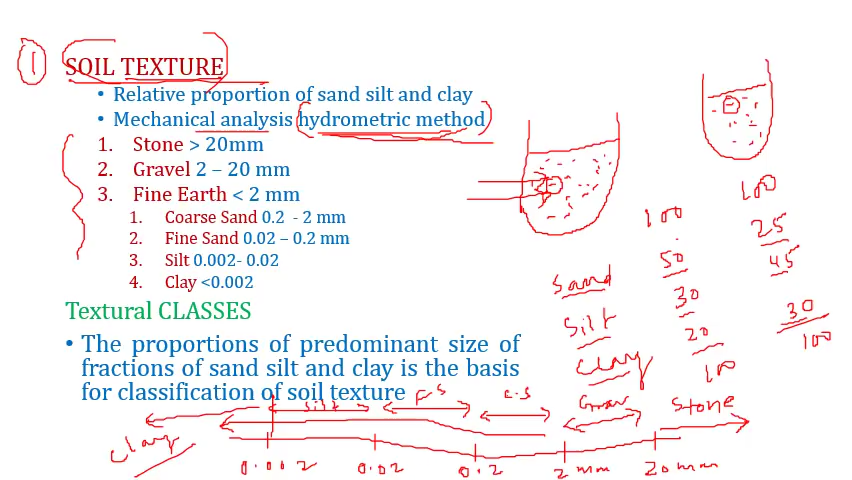 1 SOIL TEXTURE
• Relative proportion of sand silt and clay
• Mechanical analysis hydrometric method
1. Stone > 20mm
2. Gravel 2 – 20 mm
3. Fine Earth < 2 mm
1. Coarse Sand 0.2 - 2 mm
2. Fine Sand 0.02 – 0.2 mm
3. Silt 0.002- 0.02
4. Clay <0.002
Textural CLASSES
• The proportions of predominant size of
fractions of sand silt and clay is the basis
for classification of soil texture
100 100
Sand 50 25
Silt 30 45
Clay 20 30
100 100
Clay Silt F S C.S Grav Stone
0.002 0.02 0.2 2 mm 20 mm